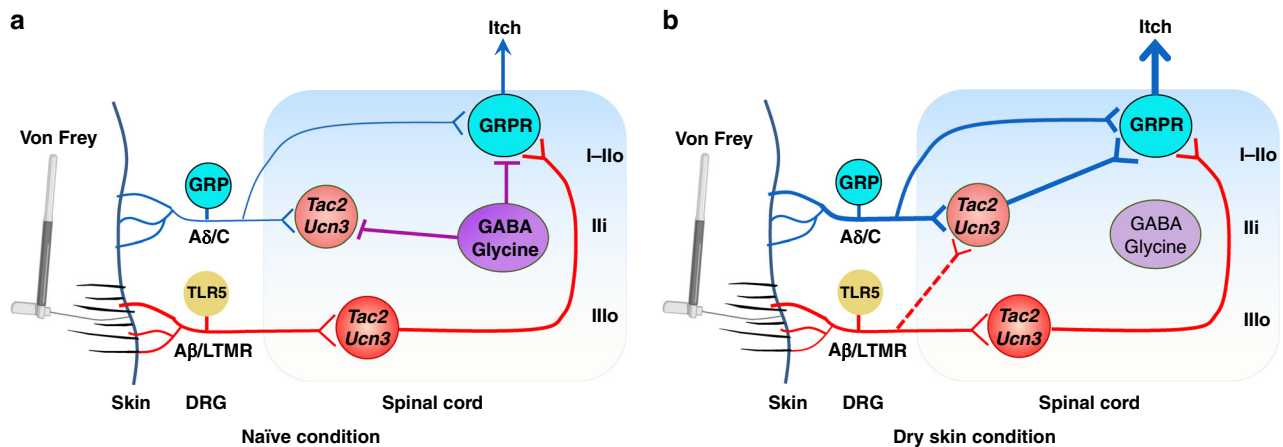 a
Itch
Von Frey
GRPR
I–IIo
GRP
Tac2
Ucn3
GABA
Glycine
IIi
Aδ/C
TLR5
Tac2
Ucn3
IIIo
Aβ/LTMR
Skin
DRG
Spinal cord
Naïve condition
b
Itch
Von Frey
GRPR
I–IIo
GRP
Tac2
Ucn3
GABA
Glycine
IIi
Aδ/C
TLR5
Tac2
Ucn3
IIIo
Aβ/LTMR
Skin
DRG
Spinal cord
Dry skin condition